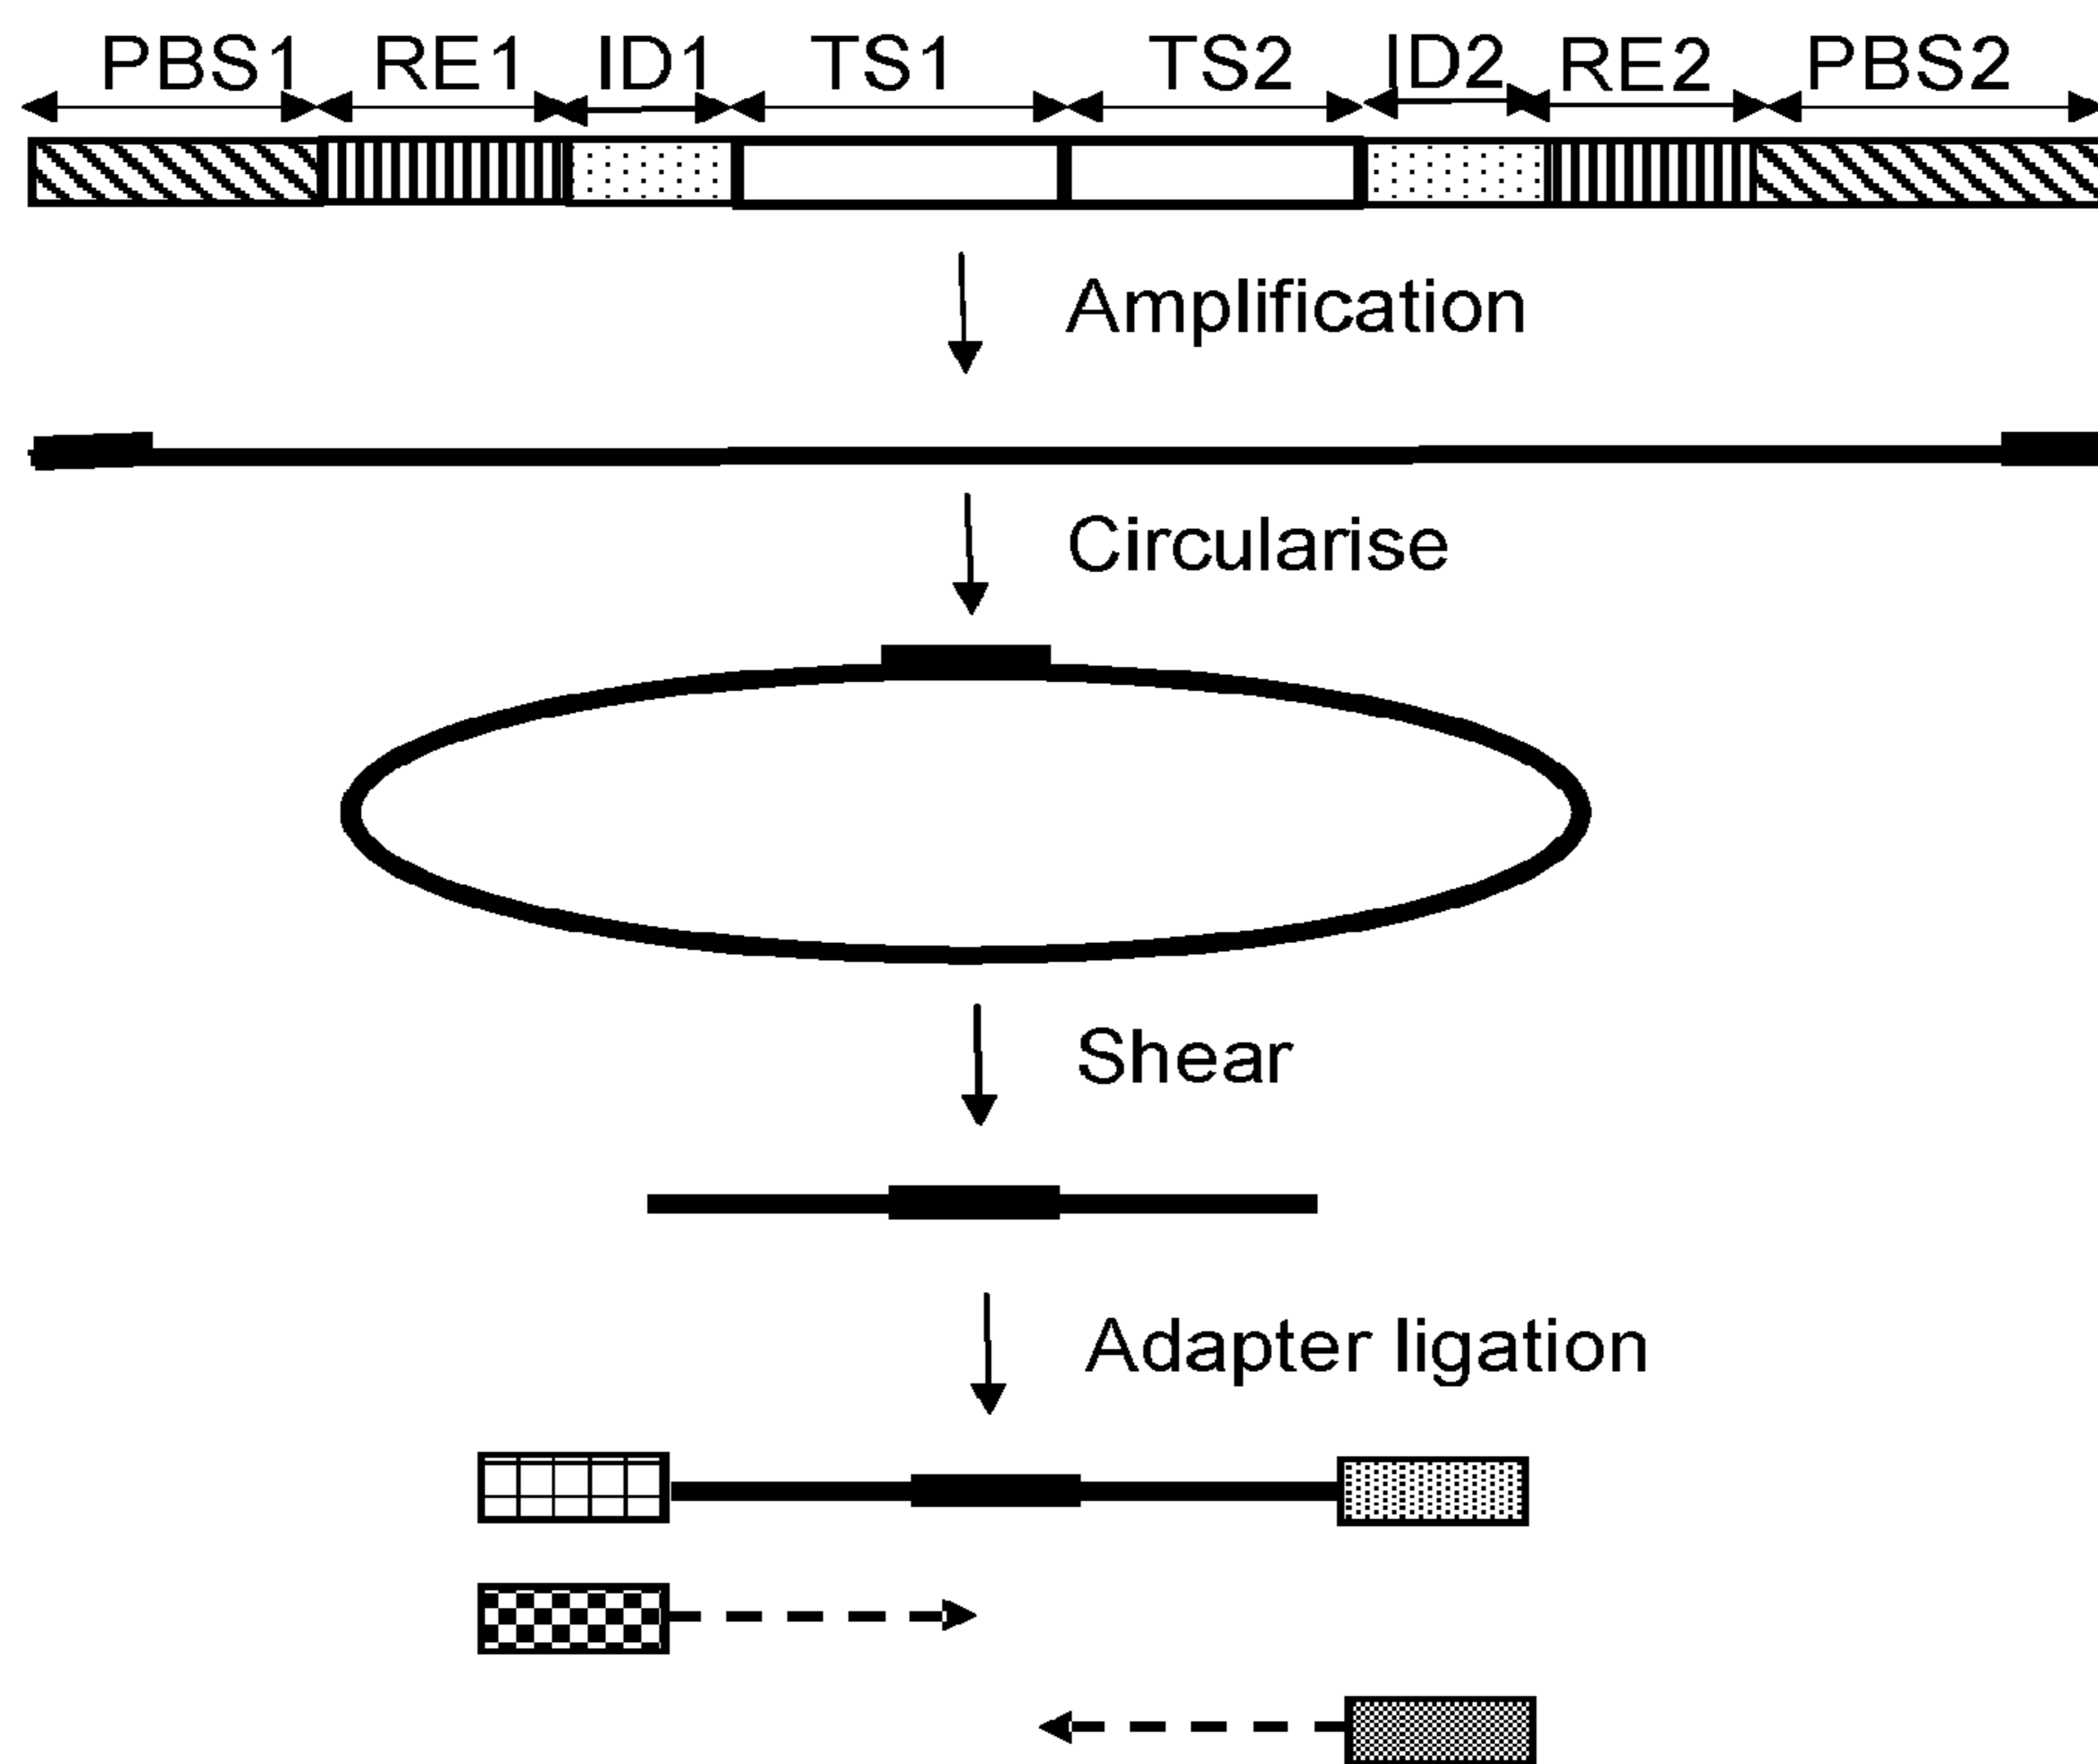 PBS1 RE1 ID1 TS1 TS2 ID2 RE2 PBS2
Amplification
Circularise
Shear
Adapter ligation